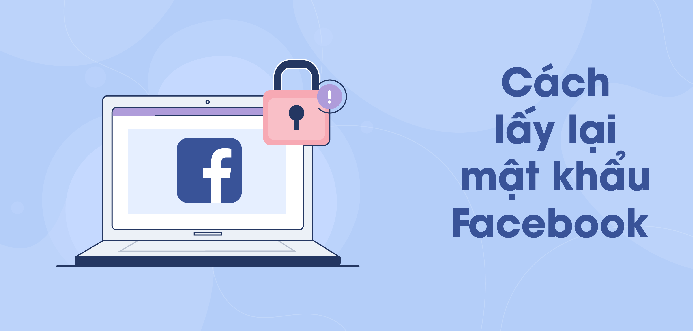 Cách
lấy lại
mật khẩu
Facebook